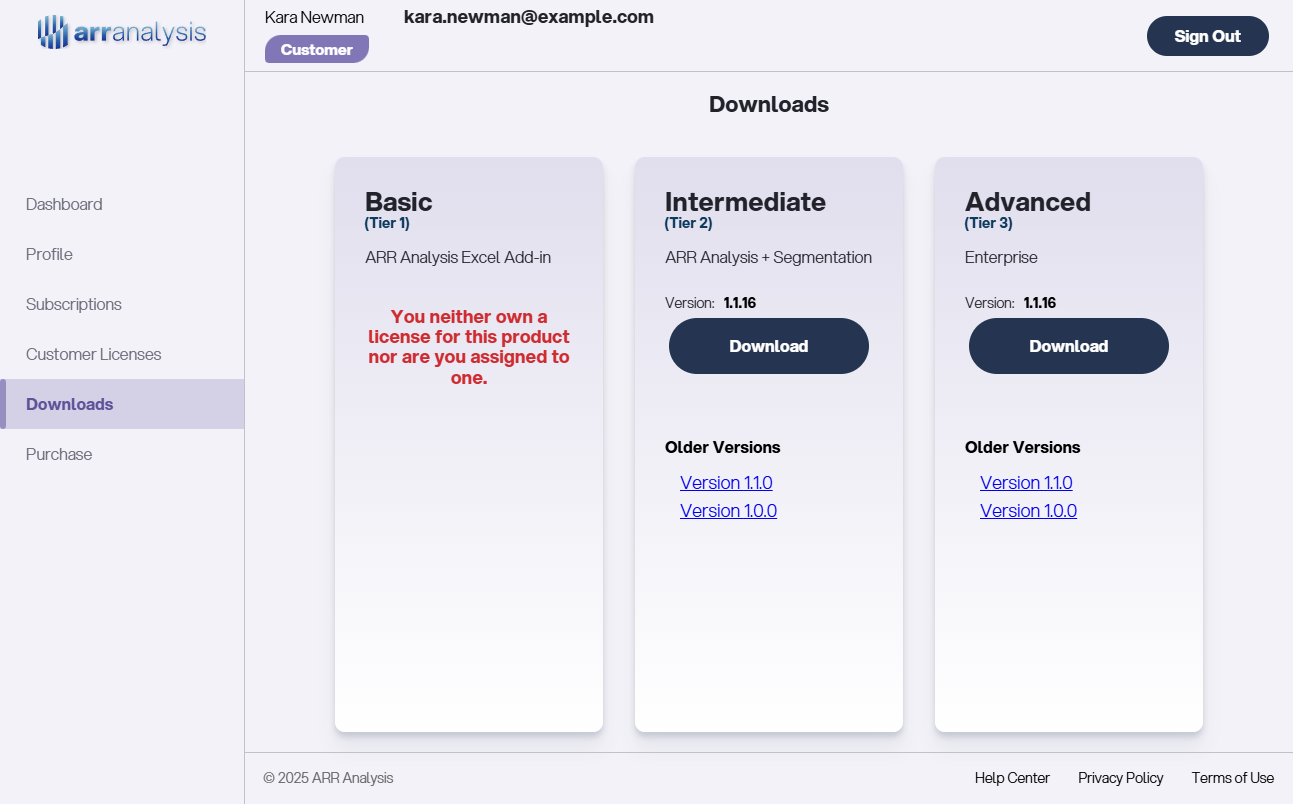 arranalysis
Kara Newman
kara.newman@example.com
Customer
Sign Out
Dashboard
Profile
Subscriptions
Customer Licenses
Downloads
Purchase
Downloads
Basic
(Tier 1)
ARR Analysis Excel Add-in
You neither own a
license for this product
nor are you assigned to
one.
Intermediate
(Tier 2)
ARR Analysis + Segmentation
Version: 1.1.16
Download
Older Versions
Version 1.1.0
Version 1.0.0
Advanced
(Tier 3)
Enterprise
Version: 1.1.16
Download
Older Versions
Version 1.1.0
Version 1.0.0
© 2025 ARR Analysis
Help Center
Privacy Policy
Terms of Use